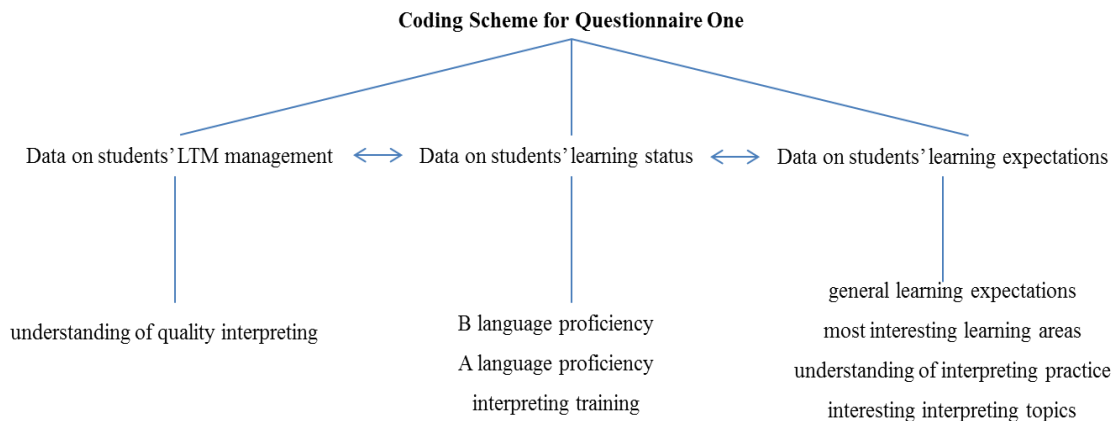 Coding Scheme for Questionnaire One
Data on students’ LTM management
Data on students’ learning status
Data on students’ learning expectations
understanding of quality interpreting
B language proficiency
A language proficiency
interpreting training
general learning expectations
most interesting learning areas
understanding of interpreting practice
interesting interpreting topics